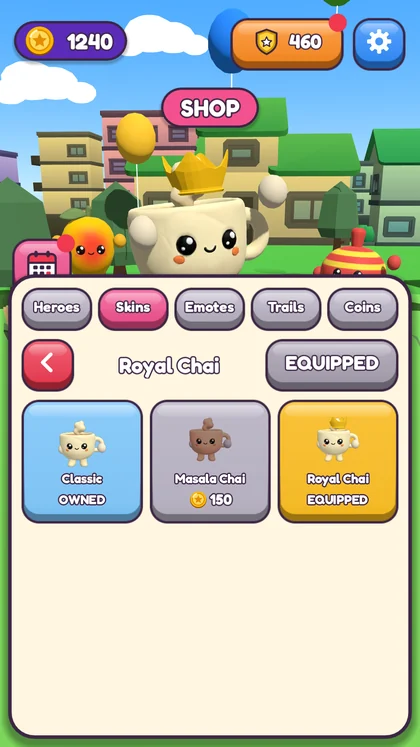 1240
460
SHOP
Heroes
Skins
Emotes
Trails
Coins
Royal Chai
EQUIPPED
Classic
OWNED
Masala Chai
150
Royal Chai
EQUIPPED